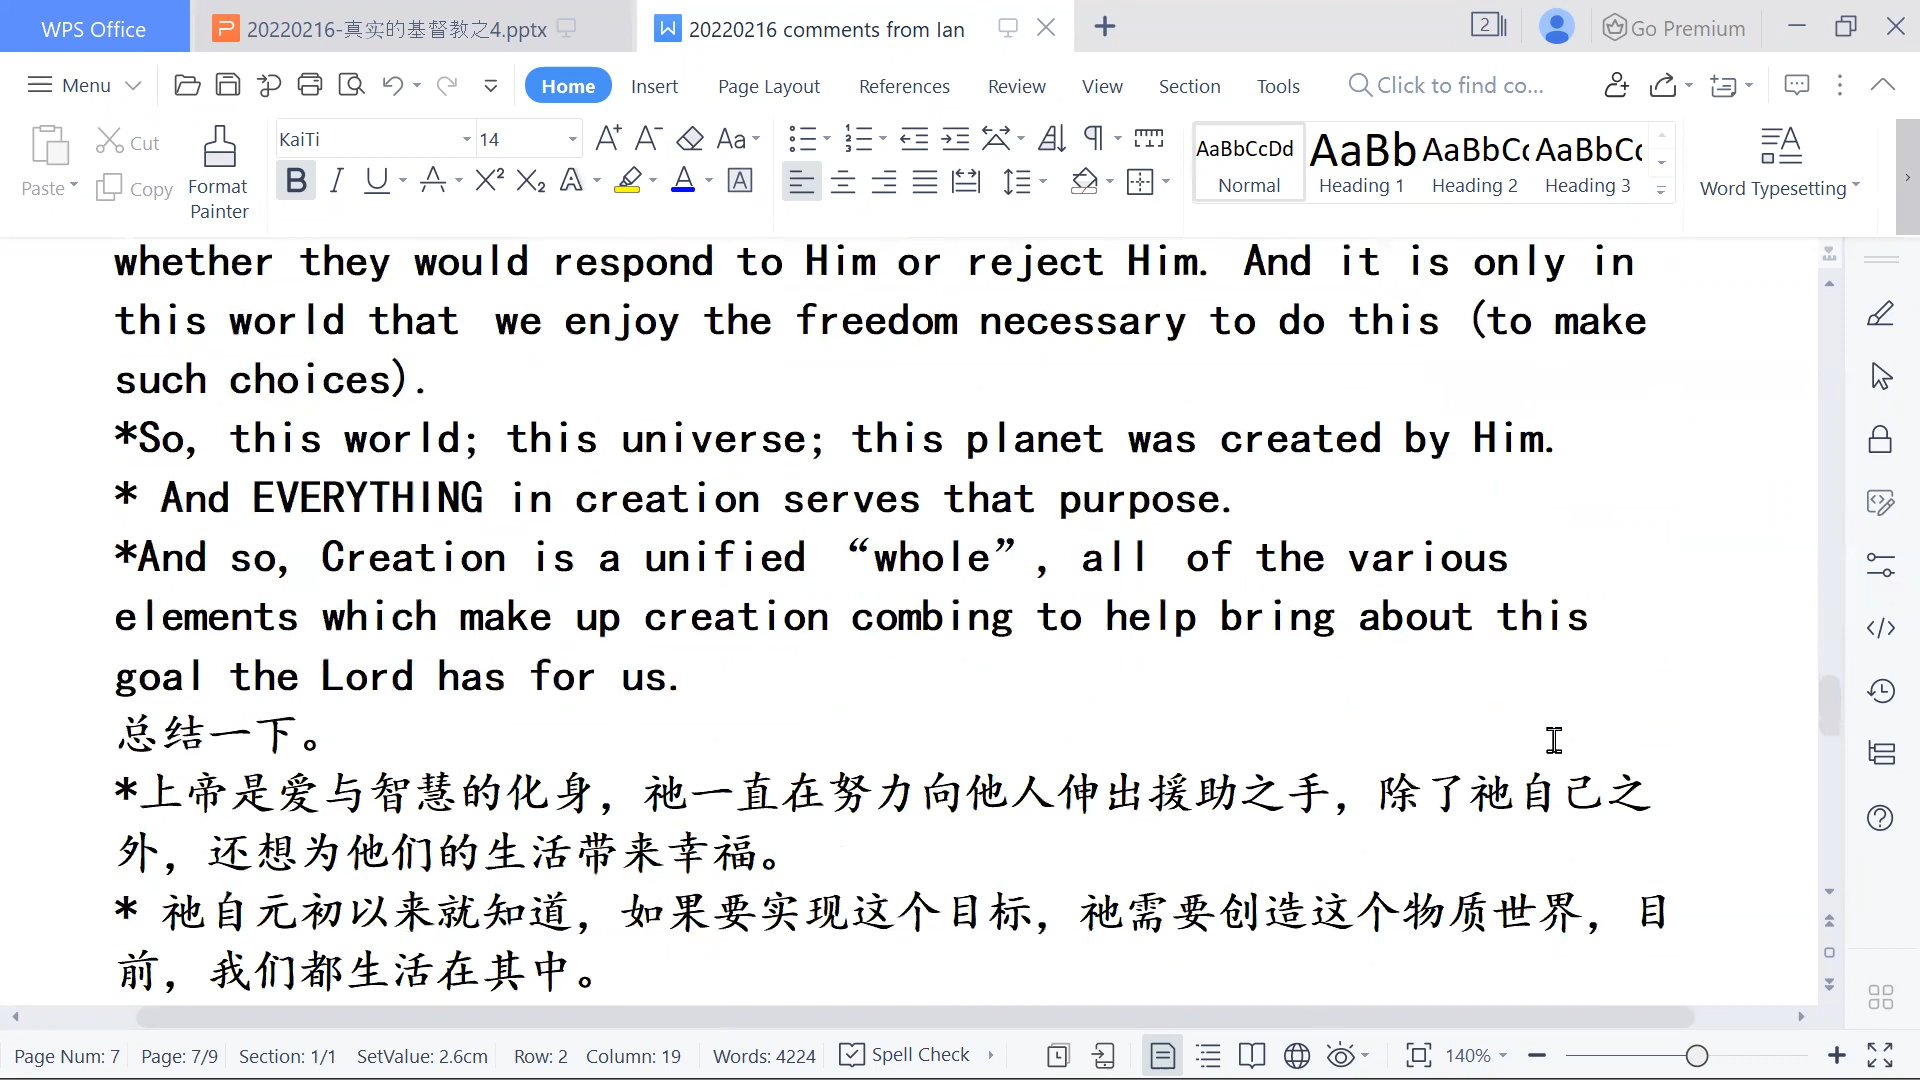 WPS Office
20220216-真实的基督教之4.pptx
20220216 comments from Ian
2
Go Premium
Menu
Home
Insert
Page Layout
References
Review
View
Section
Tools
Click to find co...
Paste
Cut
Copy
Format
Painter
KaiTi
14
AaBbCcDd
Normal
AaBb
Heading 1
AaBbC
Heading 2
AaBbC
Heading 3
Word Typesetting
whether they would respond to Him or reject Him. And it is only in
this world that we enjoy the freedom necessary to do this (to make
such choices).
*So, this world; this universe; this planet was created by Him.
* And EVERYTHING in creation serves that purpose.
*And so, Creation is a unified “whole”, all of the various
elements which make up creation combing to help bring about this
goal the Lord has for us.
总结一下。
*上帝是爱与智慧的化身，祂一直在努力向他人伸出援助之手，除了祂自己之
外，还想为他们的生活带来幸福。
* 祂自元初以来就知道，如果要实现这个目标，祂需要创造这个物质世界，目
前，我们都生活在其中。
Page Num: 7
Page: 7/9
Section: 1/1
SetValue: 2.6cm
Row: 2
Column: 19
Words: 4224
Spell Check
140%